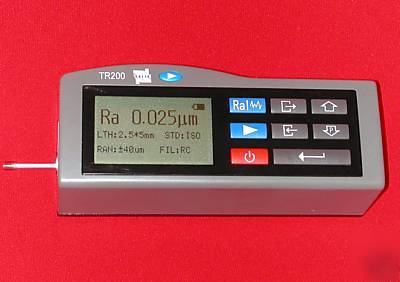 TR200
Ra 0.025µm
LTH:2.5*5mm STD:ISO
RAN:±40um FIL:RC
Ra